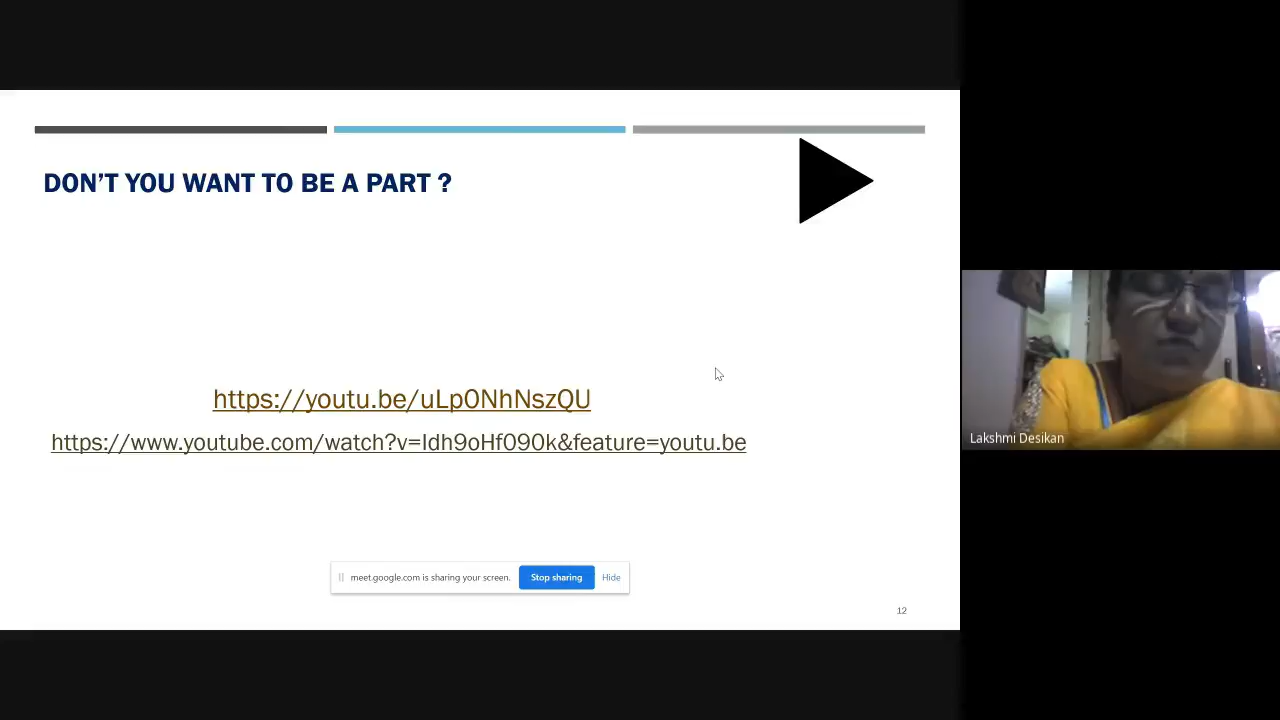 DON'T YOU WANT TO BE A PART ?
https://youtu.be/uLp0NhNszQU
https://www.youtube.com/watch?v=Idh9oHf090k&feature=youtu.be
Lakshmi Desikan
meet.google.com is sharing your screen. Stop sharing Hide
12